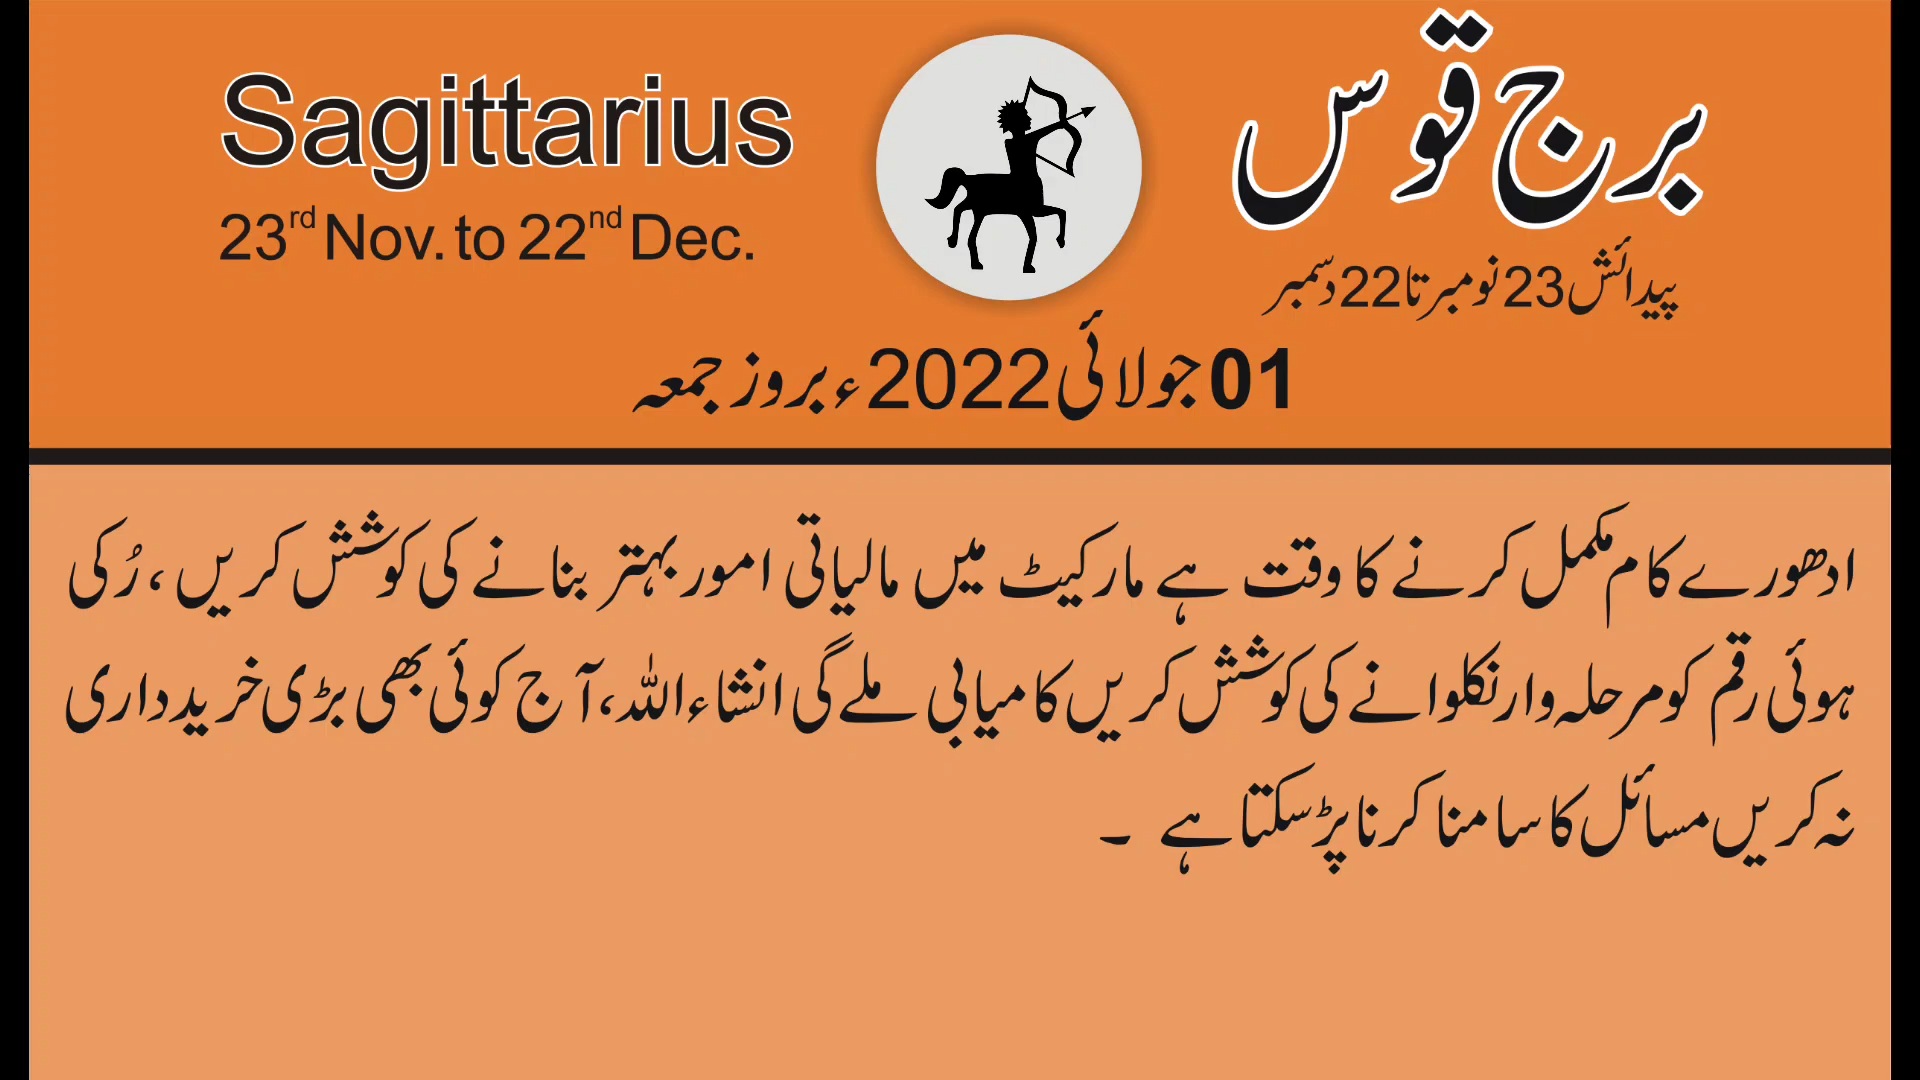 Sagittarius
برج قوس
23rd Nov. to 22nd Dec.
پیدائش 23 نومبر تا 22 دسمبر
01 جولائی 2022ء بروز جمعہ
ادھورے کام مکمل کرنے کا وقت ہے مارکیٹ میں مالیاتی امور بہتر بنانے کی کوشش کریں، رُکی
ہوئی رقم کو مرحلہ وار نکلوانے کی کوشش کریں کامیابی ملے گی انشاء اللہ، آج کوئی بھی بڑی خریداری
نہ کریں مسائل کا سامنا کرنا پڑ سکتا ہے ۔